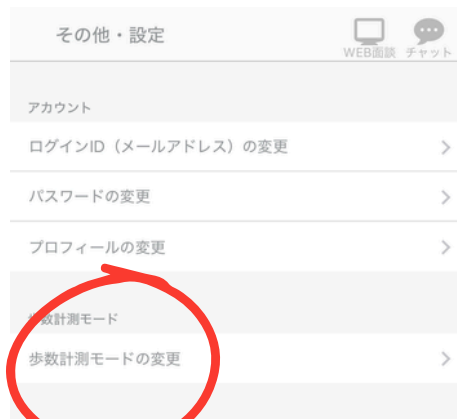 その他・設定
WEB面談 チャット
アカウント
ログインID（メールアドレス）の変更
パスワードの変更
プロフィールの変更
歩数計測モード
歩数計測モードの変更